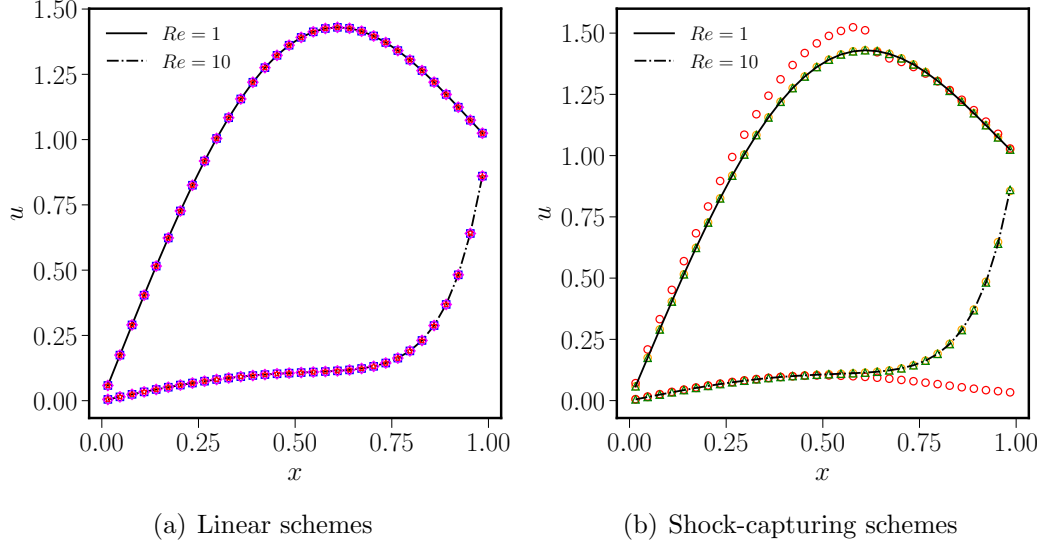 1.50
1.25
1.00
0.75
0.50
0.25
0.00
u
Re = 1
Re = 10
0.00 0.25 0.50 0.75 1.00
x
(a) Linear schemes
1.50
1.25
1.00
0.75
0.50
0.25
0.00
u
Re = 1
Re = 10
0.00 0.25 0.50 0.75 1.00
x
(b) Shock-capturing schemes